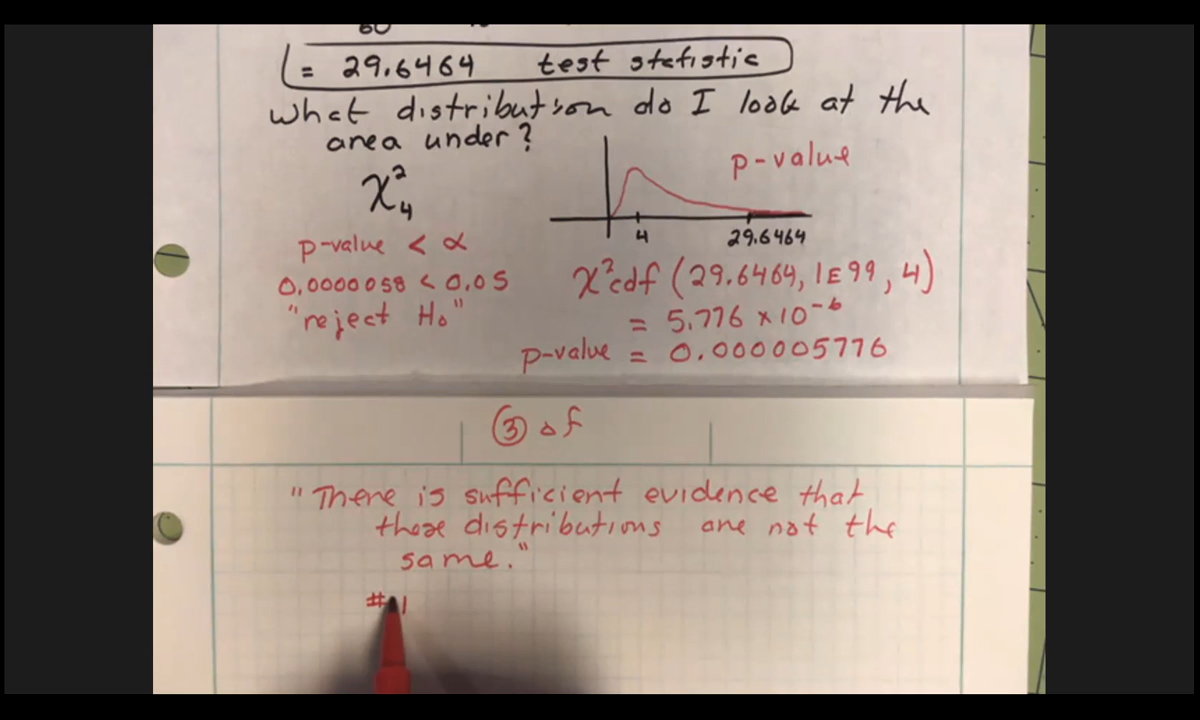 60
= 29.6464 test statistic
what distribution do I look at the
area under?
χ²₄
p-value
4 29.6464
p-value < α
0.0000058 < 0.05
"reject H₀"
χ²cdf (29.6464, 1E99, 4)
= 5.776 × 10⁻⁶
p-value = 0.000005776
③ of
"There is sufficient evidence that
those distributions are not the
same."
# 1